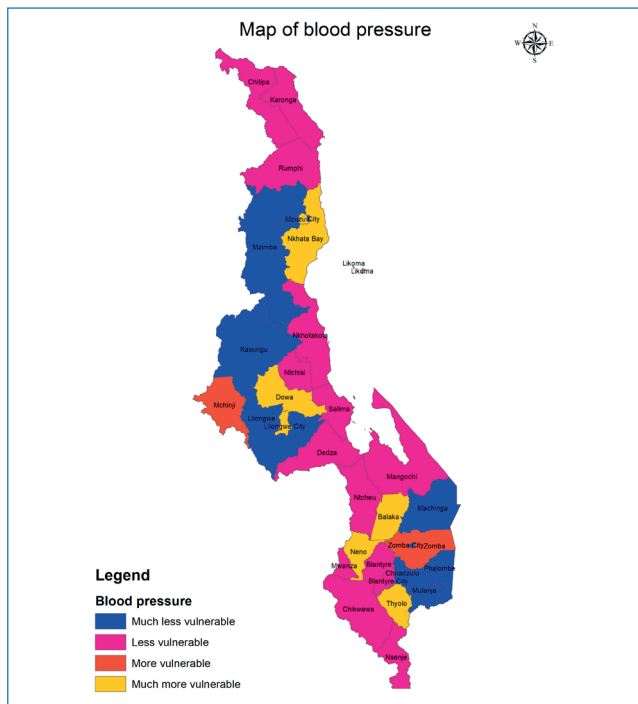 Map of blood pressure
N
W E
S
Chitipa
Karonga
Rumphi
Mzuzu City
Nkhata Bay
Mzimba
Likoma
Likoma
Nkhotakota
Kasungu
Ntchisi
Dowa
Mchinji
Salima
Lilongwe
Lilongwe City
Dedza
Mangochi
Ntcheu
Machinga
Balaka
Zomba City Zomba
Neno
Mwanza
Blantyre
Phalombe
Chiradzulu
Blantyre City
Mulanje
Thyolo
Chikwawa
Nsanje
Legend
Blood pressure
Much less vulnerable
Less vulnerable
More vulnerable
Much more vulnerable